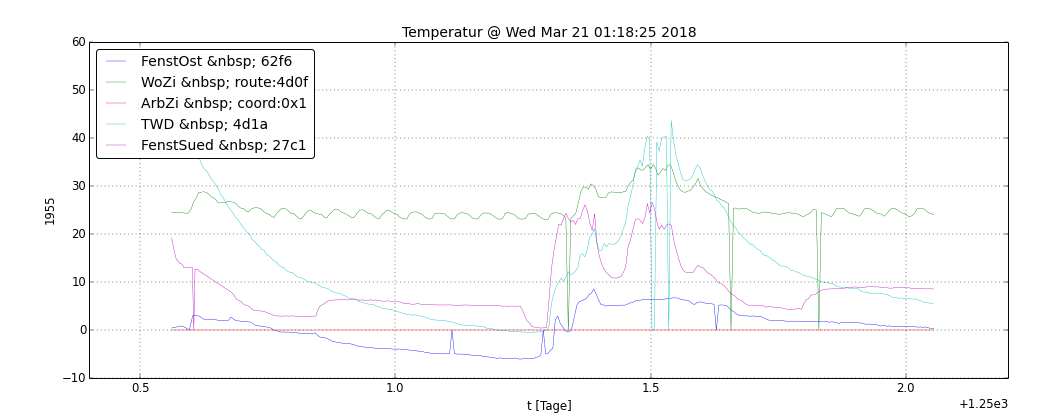 Temperatur @ Wed Mar 21 01:18:25 2018
60
50
40
30
20
10
0
−10
1955
FenstOst &nbsp; 62f6
WoZi &nbsp; route:4d0f
ArbZi &nbsp; coord:0x1
TWD &nbsp; 4d1a
FenstSued &nbsp; 27c1
0.5 1.0 1.5 2.0
t [Tage]
+1.25e3